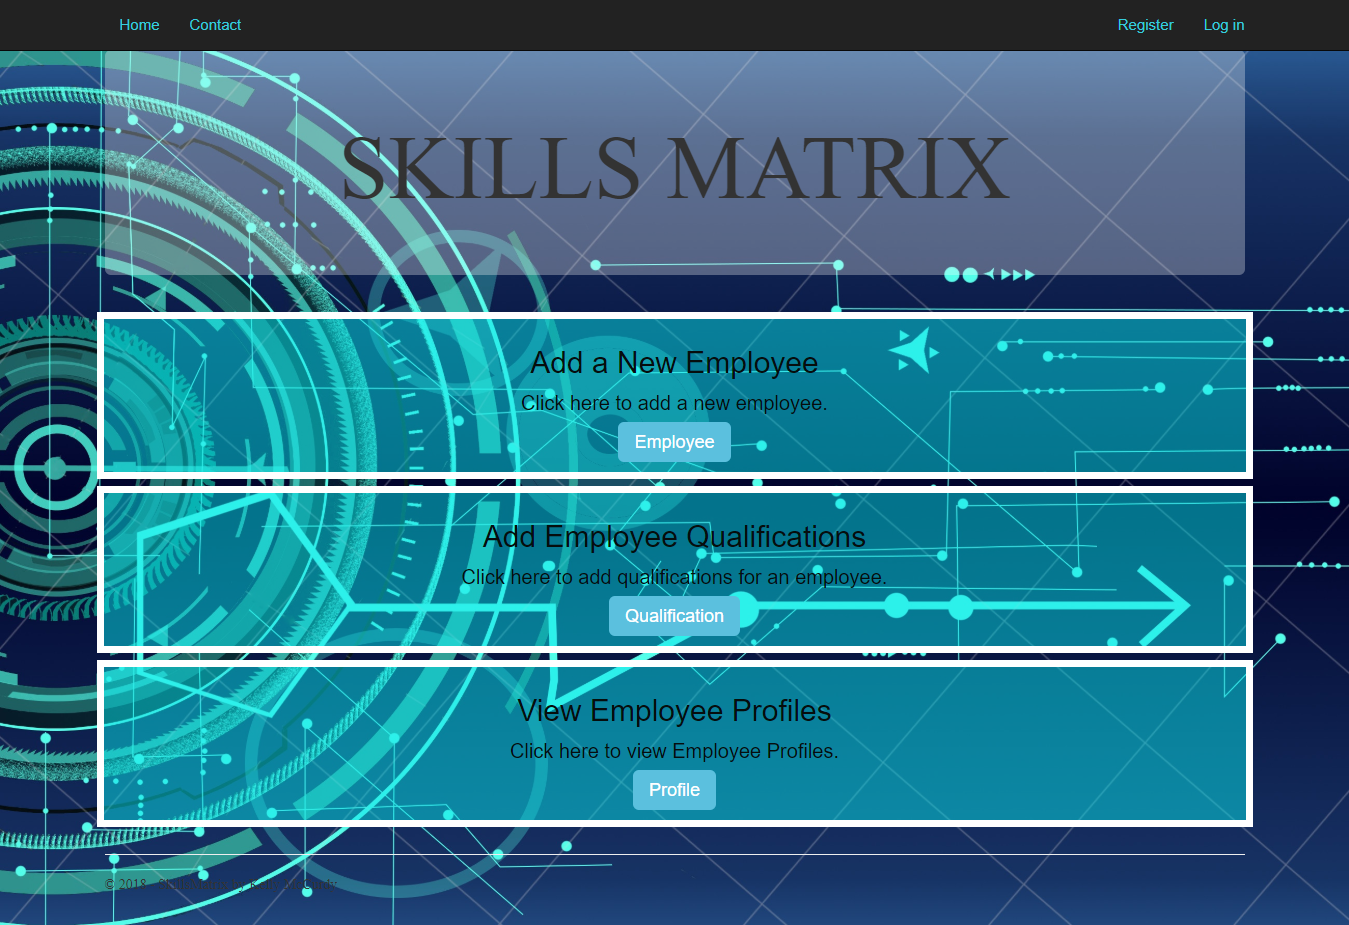 Home Contact Register Log in
SKILLS MATRIX
Add a New Employee
Click here to add a new employee.
Employee
Add Employee Qualifications
Click here to add qualifications for an employee.
Qualification
View Employee Profiles
Click here to view Employee Profiles.
Profile
© 2018 -